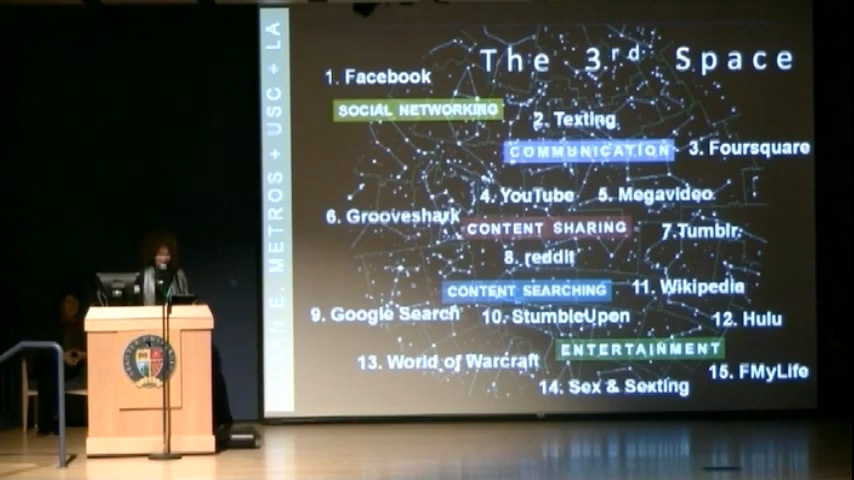 The 3rd Space
1. Facebook
SOCIAL NETWORKING
2. Texting
COMMUNICATION
3. Foursquare
4. YouTube
5. Megavideo
6. Grooveshark
CONTENT SHARING
7.Tumblr.
8. reddit
CONTENT SEARCHING
11. Wikipedia
9. Google Search
10. StumbleUpon
12. Hulu
ENTERTAINMENT
13. World of Warcraft
15. FMyLife
14. Sex & Sexting
E. METROS + USC + LA